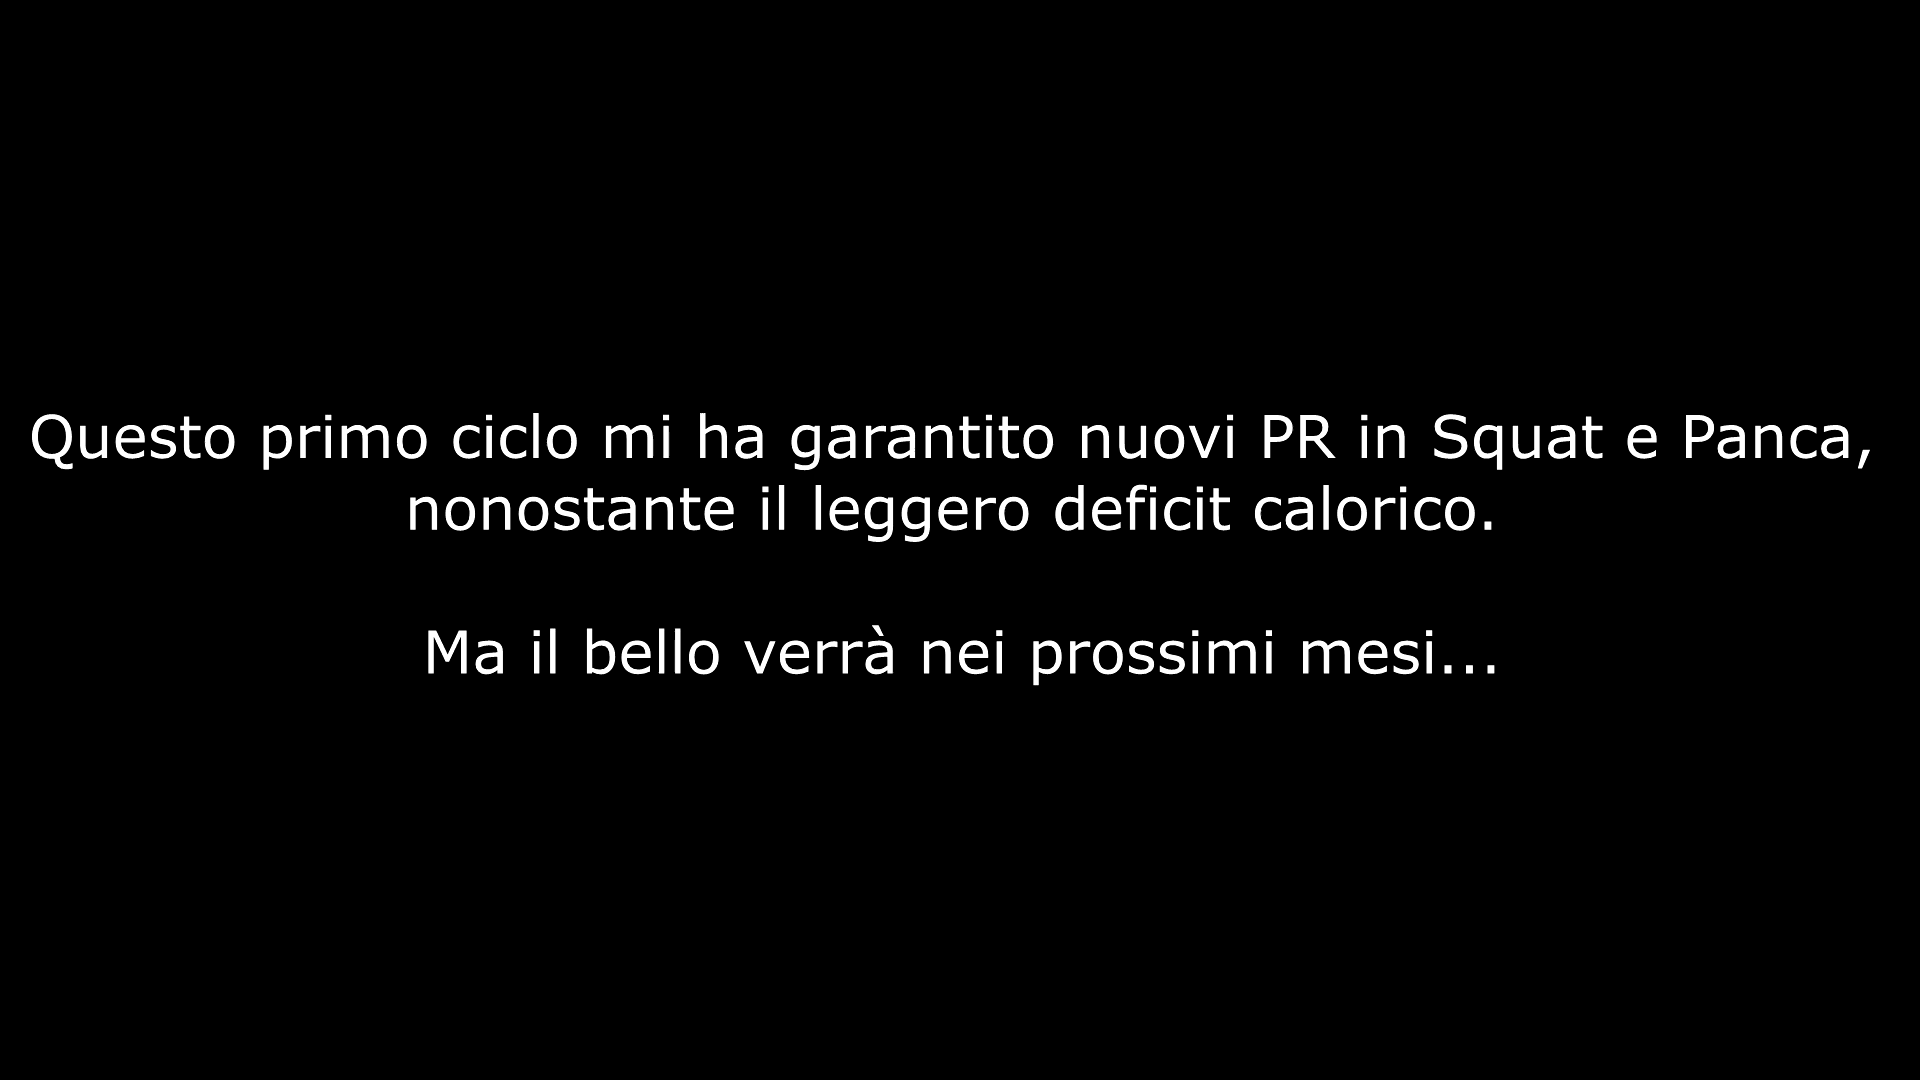 Questo primo ciclo mi ha garantito nuovi PR in Squat e Panca,
nonostante il leggero deficit calorico.
Ma il bello verrà nei prossimi mesi...